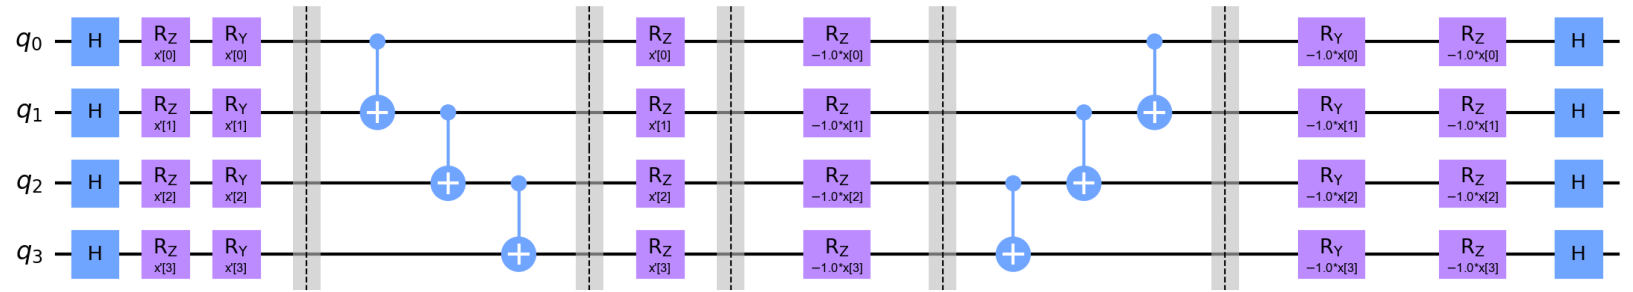 q0 H RZ x'[0] RY x'[0] RZ x'[0] RZ −1.0*x[0] RY −1.0*x[0] RZ −1.0*x[0] H
q1 H RZ x'[1] RY x'[1] RZ x'[1] RZ −1.0*x[1] RY −1.0*x[1] RZ −1.0*x[1] H
q2 H RZ x'[2] RY x'[2] RZ x'[2] RZ −1.0*x[2] RY −1.0*x[2] RZ −1.0*x[2] H
q3 H RZ x'[3] RY x'[3] RZ x'[3] RZ −1.0*x[3] RY −1.0*x[3] RZ −1.0*x[3] H